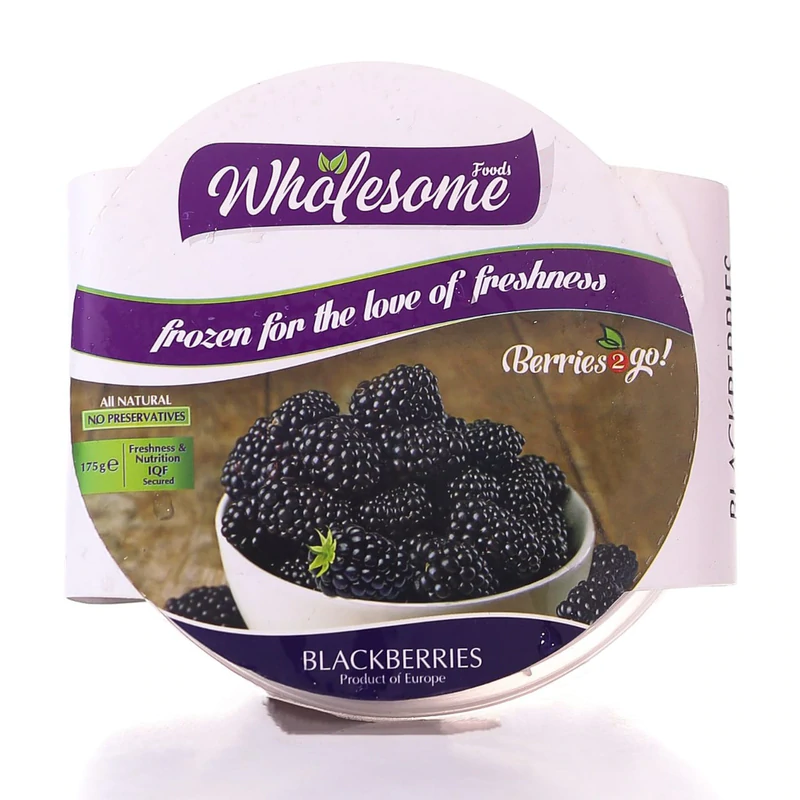 Wholesome Foods
frozen for the love of freshness
Berries2go!
All NATURAL
NO PRESERVATIVES
175g℮
Freshness &
Nutrition
IQF
Secured
BLACKBERRIES
Product of Europe
BLACKBERRIES